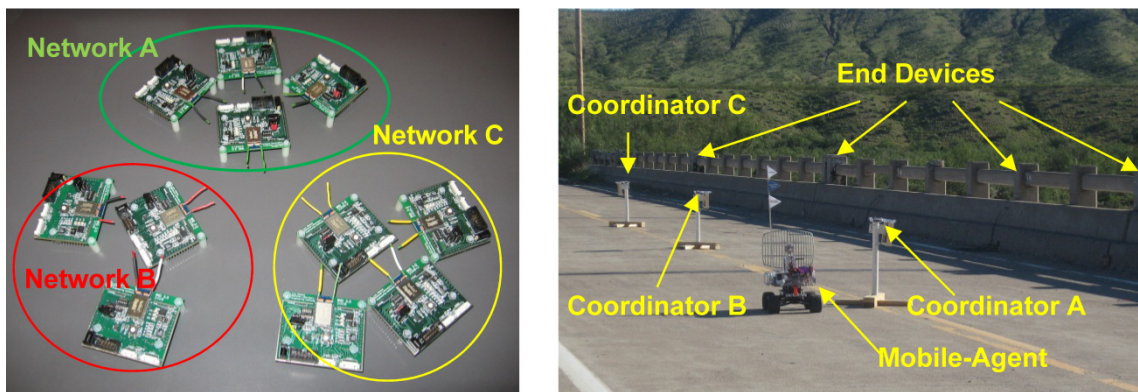 Network A
Network C
Network B
End Devices
Coordinator C
Coordinator B
Coordinator A
Mobile-Agent